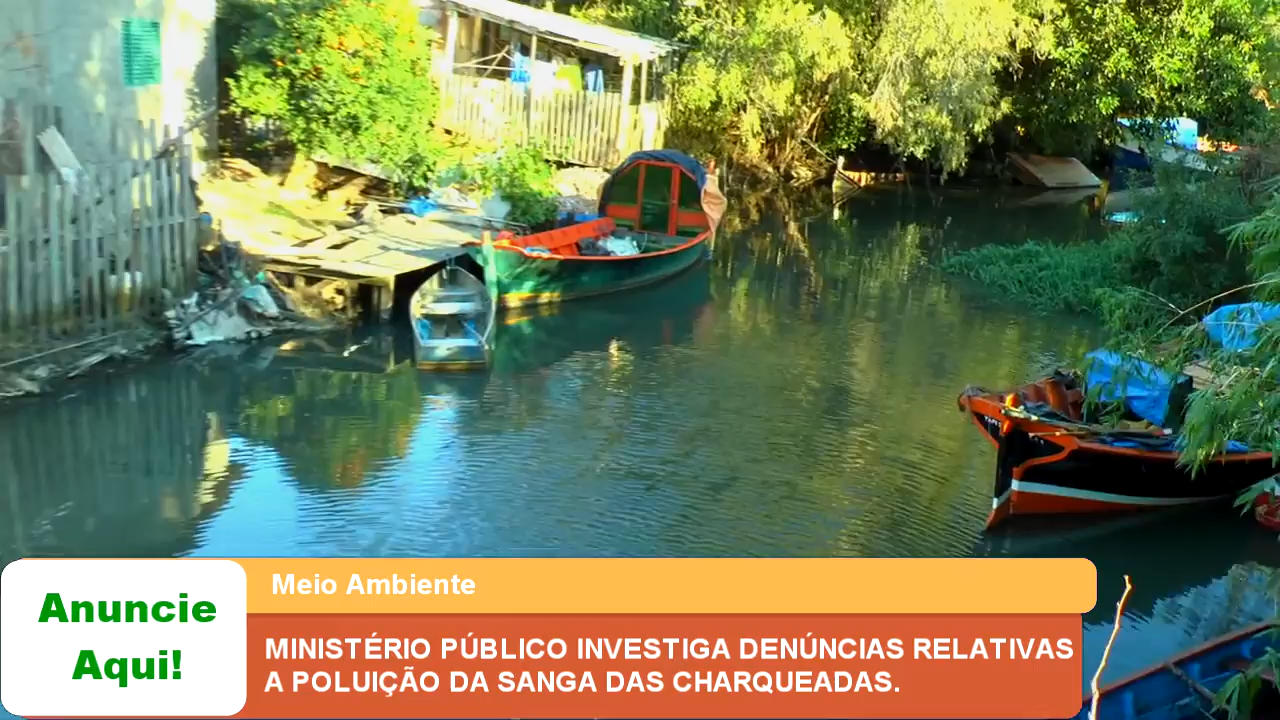 Meio Ambiente
Anuncie
Aqui!
MINISTÉRIO PÚBLICO INVESTIGA DENÚNCIAS RELATIVAS
A POLUIÇÃO DA SANGA DAS CHARQUEADAS.